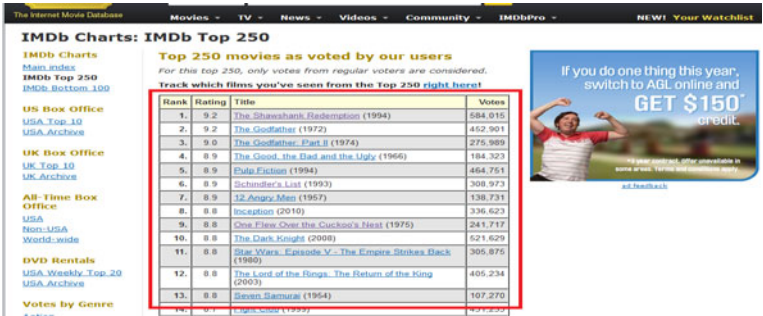 The Internet Movie Database
Movies TV News Videos Community IMDbPro NEW! Your Watchlist
IMDb Charts: IMDb Top 250
IMDb Charts
Main index
IMDb Top 250
IMDb Bottom 100
US Box Office
USA Top 10
USA Archive
UK Box Office
UK Top 10
UK Archive
All-Time Box
Office
USA
Non-USA
World-wide
DVD Rentals
USA Weekly Top 20
USA Archive
Votes by Genre
Top 250 movies as voted by our users
For this top 250, only votes from regular voters are considered.
Track which films you've seen from the Top 250 right here!
Rank Rating Title Votes
1. 9.2 The Shawshank Redemption (1994) 584,015
2. 9.2 The Godfather (1972) 452,901
3. 9.0 The Godfather: Part II (1974) 275,989
4. 8.9 The Good, the Bad and the Ugly (1966) 184,323
5. 8.9 Pulp Fiction (1994) 464,751
6. 8.9 Schindler's List (1993) 308,973
7. 8.9 12 Angry Men (1957) 138,731
8. 8.8 Inception (2010) 336,623
9. 8.8 One Flew Over the Cuckoo's Nest (1975) 241,717
10. 8.8 The Dark Knight (2008) 521,629
11. 8.8 Star Wars: Episode V - The Empire Strikes Back 305,875
(1980)
12. 8.8 The Lord of the Rings: The Return of the King 405,234
(2003)
13. 8.8 Seven Samurai (1954) 107,270
If you do one thing this year,
switch to AGL online and
GET $150*
credit.
*2 year contract. Offer unavailable in
some areas. Terms and conditions apply.
ad feedback